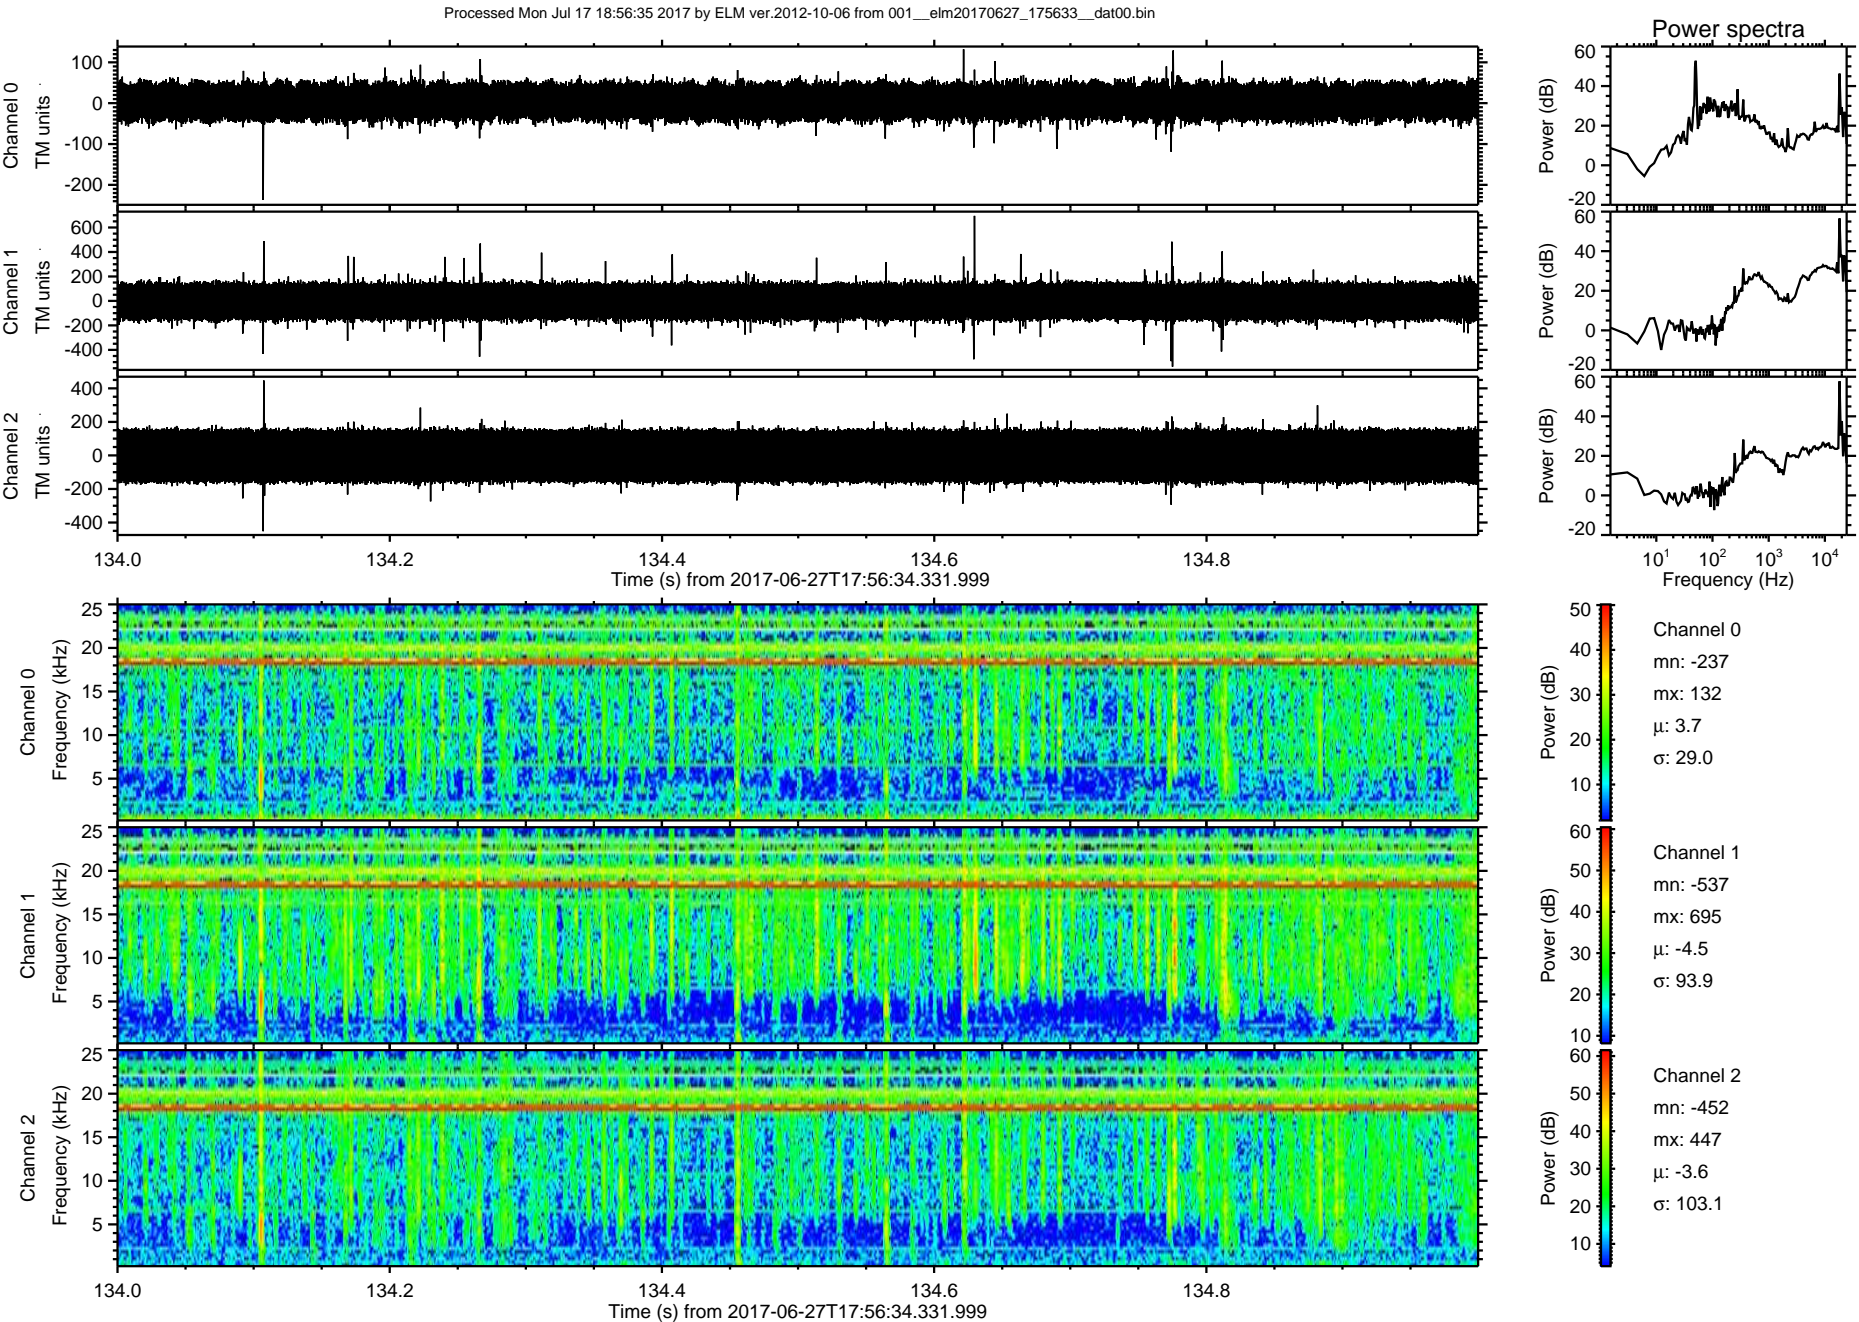 Processed Mon Jul 17 18:56:35 2017 by ELM ver.2012-10-06 from 001__elm20170627_175633__dat00.bin
Power spectra
Channel 0
TM units
100
0
-100
-200
Power (dB)
60
40
20
0
-20
Channel 1
TM units
600
400
200
0
-200
-400
Power (dB)
60
40
20
0
-20
Channel 2
TM units
400
200
0
-200
-400
Power (dB)
60
40
20
0
-20
134.0 134.2 134.4 134.6 134.8
Time (s) from 2017-06-27T17:56:34.331.999
10¹ 10² 10³ 10⁴
Frequency (Hz)
Channel 0
Frequency (kHz)
25
20
15
10
5
Power (dB)
50
40
30
20
10
Channel 0
mn: -237
mx: 132
μ: 3.7
σ: 29.0
Channel 1
Frequency (kHz)
25
20
15
10
5
Power (dB)
60
50
40
30
20
10
Channel 1
mn: -537
mx: 695
μ: -4.5
σ: 93.9
Channel 2
Frequency (kHz)
25
20
15
10
5
Power (dB)
60
50
40
30
20
10
Channel 2
mn: -452
mx: 447
μ: -3.6
σ: 103.1
134.0 134.2 134.4 134.6 134.8
Time (s) from 2017-06-27T17:56:34.331.999